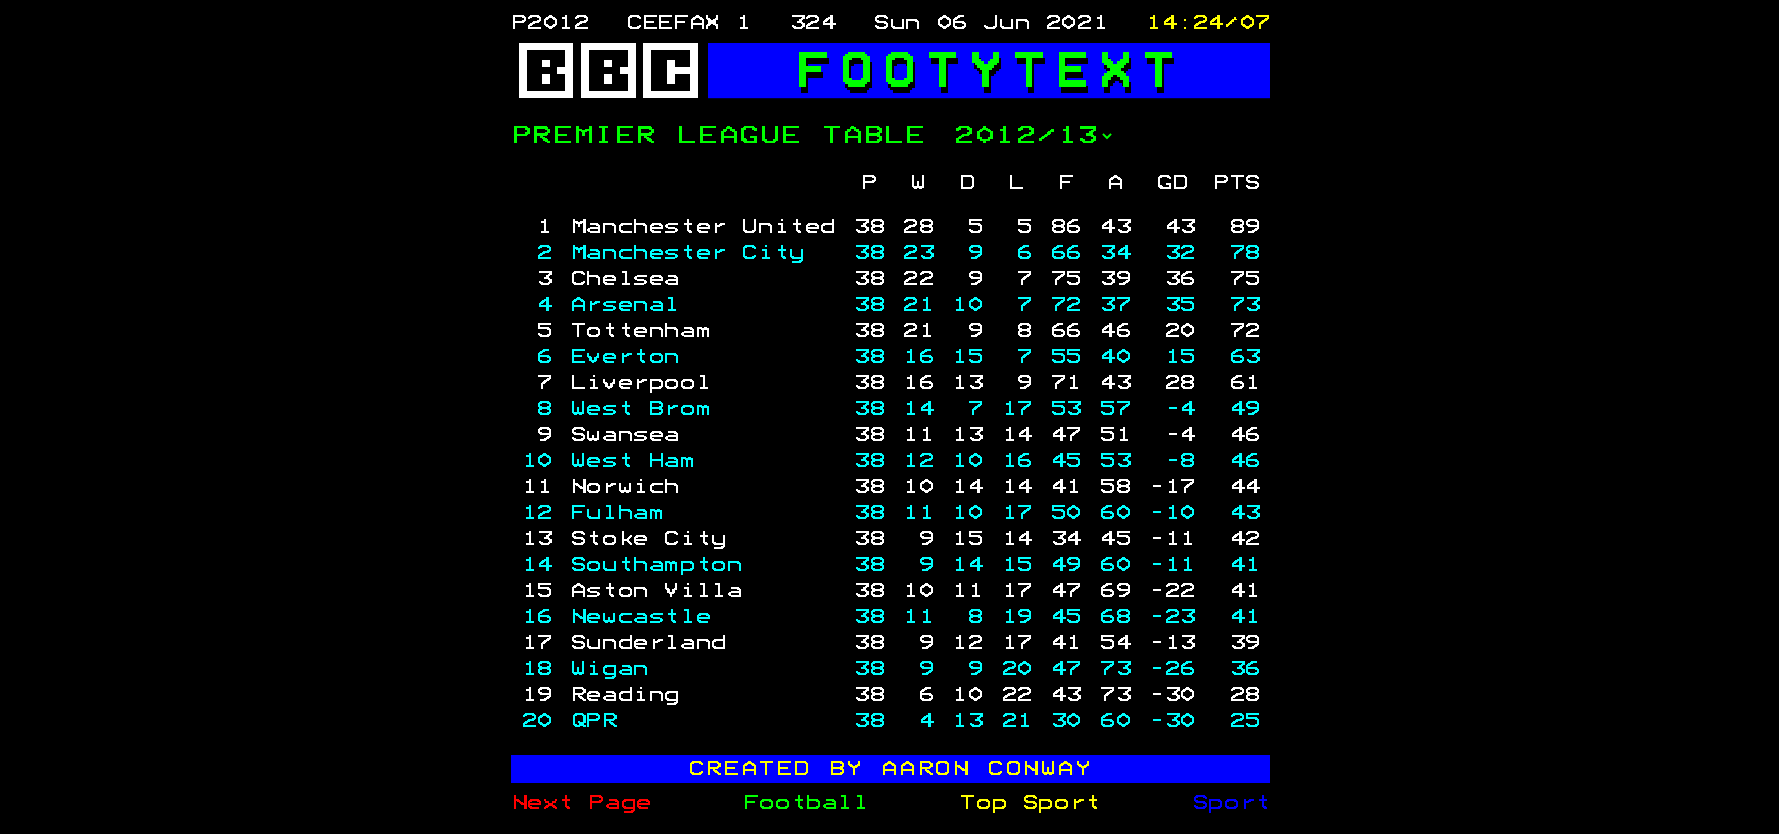 P2012 CEEFAX 1 324 Sun 06 Jun 2021 14:24/07
BBC FOOTYTEXT
PREMIER LEAGUE TABLE 2012/13
P W D L F A GD PTS
1 Manchester United 38 28 5 5 86 43 43 89
2 Manchester City 38 23 9 6 66 34 32 78
3 Chelsea 38 22 9 7 75 39 36 75
4 Arsenal 38 21 10 7 72 37 35 73
5 Tottenham 38 21 9 8 66 46 20 72
6 Everton 38 16 15 7 55 40 15 63
7 Liverpool 38 16 13 9 71 43 28 61
8 West Brom 38 14 7 17 53 57 -4 49
9 Swansea 38 11 13 14 47 51 -4 46
10 West Ham 38 12 10 16 45 53 -8 46
11 Norwich 38 10 14 14 41 58 -17 44
12 Fulham 38 11 10 17 50 60 -10 43
13 Stoke City 38 9 15 14 34 45 -11 42
14 Southampton 38 9 14 15 49 60 -11 41
15 Aston Villa 38 10 11 17 47 69 -22 41
16 Newcastle 38 11 8 19 45 68 -23 41
17 Sunderland 38 9 12 17 41 54 -13 39
18 Wigan 38 9 9 20 47 73 -26 36
19 Reading 38 6 10 22 43 73 -30 28
20 QPR 38 4 13 21 30 60 -30 25
CREATED BY AARON CONWAY
Next Page Football Top Sport Sport